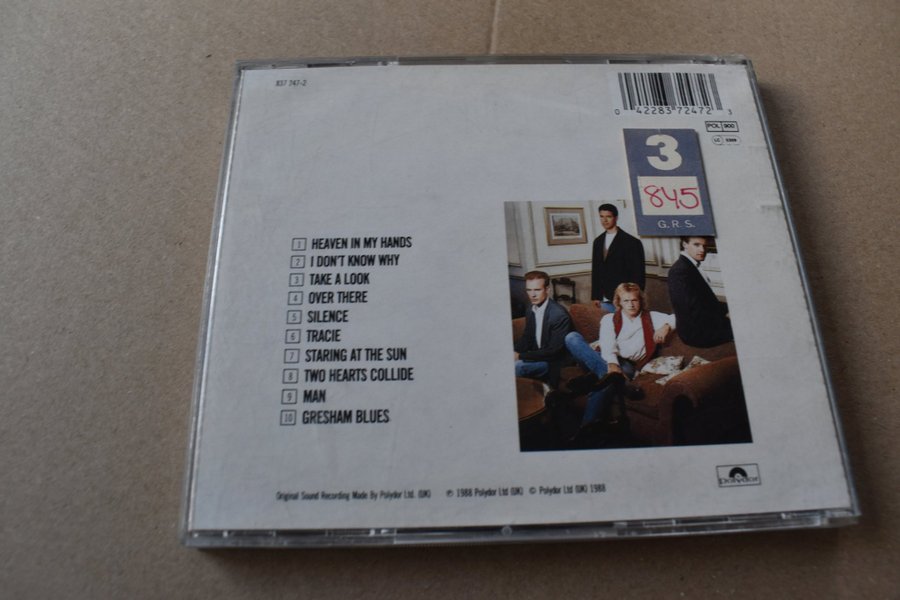 837 747-2
0 42283 72472 3
POL 900
LC 0309
3
845
G.R.S.
1 HEAVEN IN MY HANDS
2 I DON'T KNOW WHY
3 TAKE A LOOK
4 OVER THERE
5 SILENCE
6 TRACIE
7 STARING AT THE SUN
8 TWO HEARTS COLLIDE
9 MAN
10 GRESHAM BLUES
Original Sound Recording Made By Polydor Ltd. (UK) ℗ 1988 Polydor Ltd (UK) © Polydor Ltd (UK) 1988
Polydor